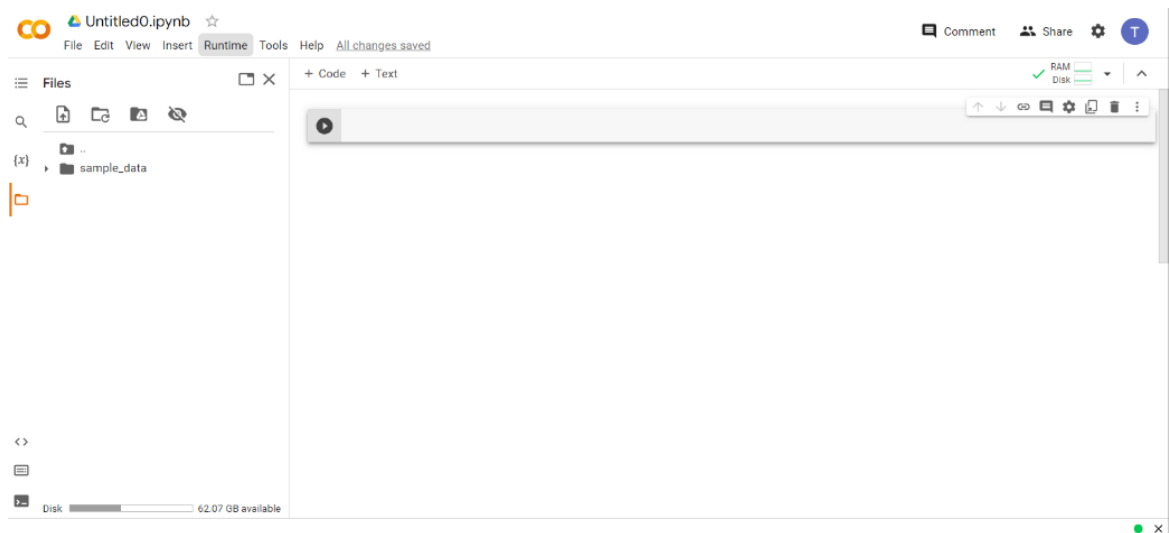 Untitled0.ipynb
File Edit View Insert Runtime Tools Help All changes saved
Comment Share T
Files
+ Code + Text
RAM
Disk
{x}
..
sample_data
<>
Disk 62.07 GB available